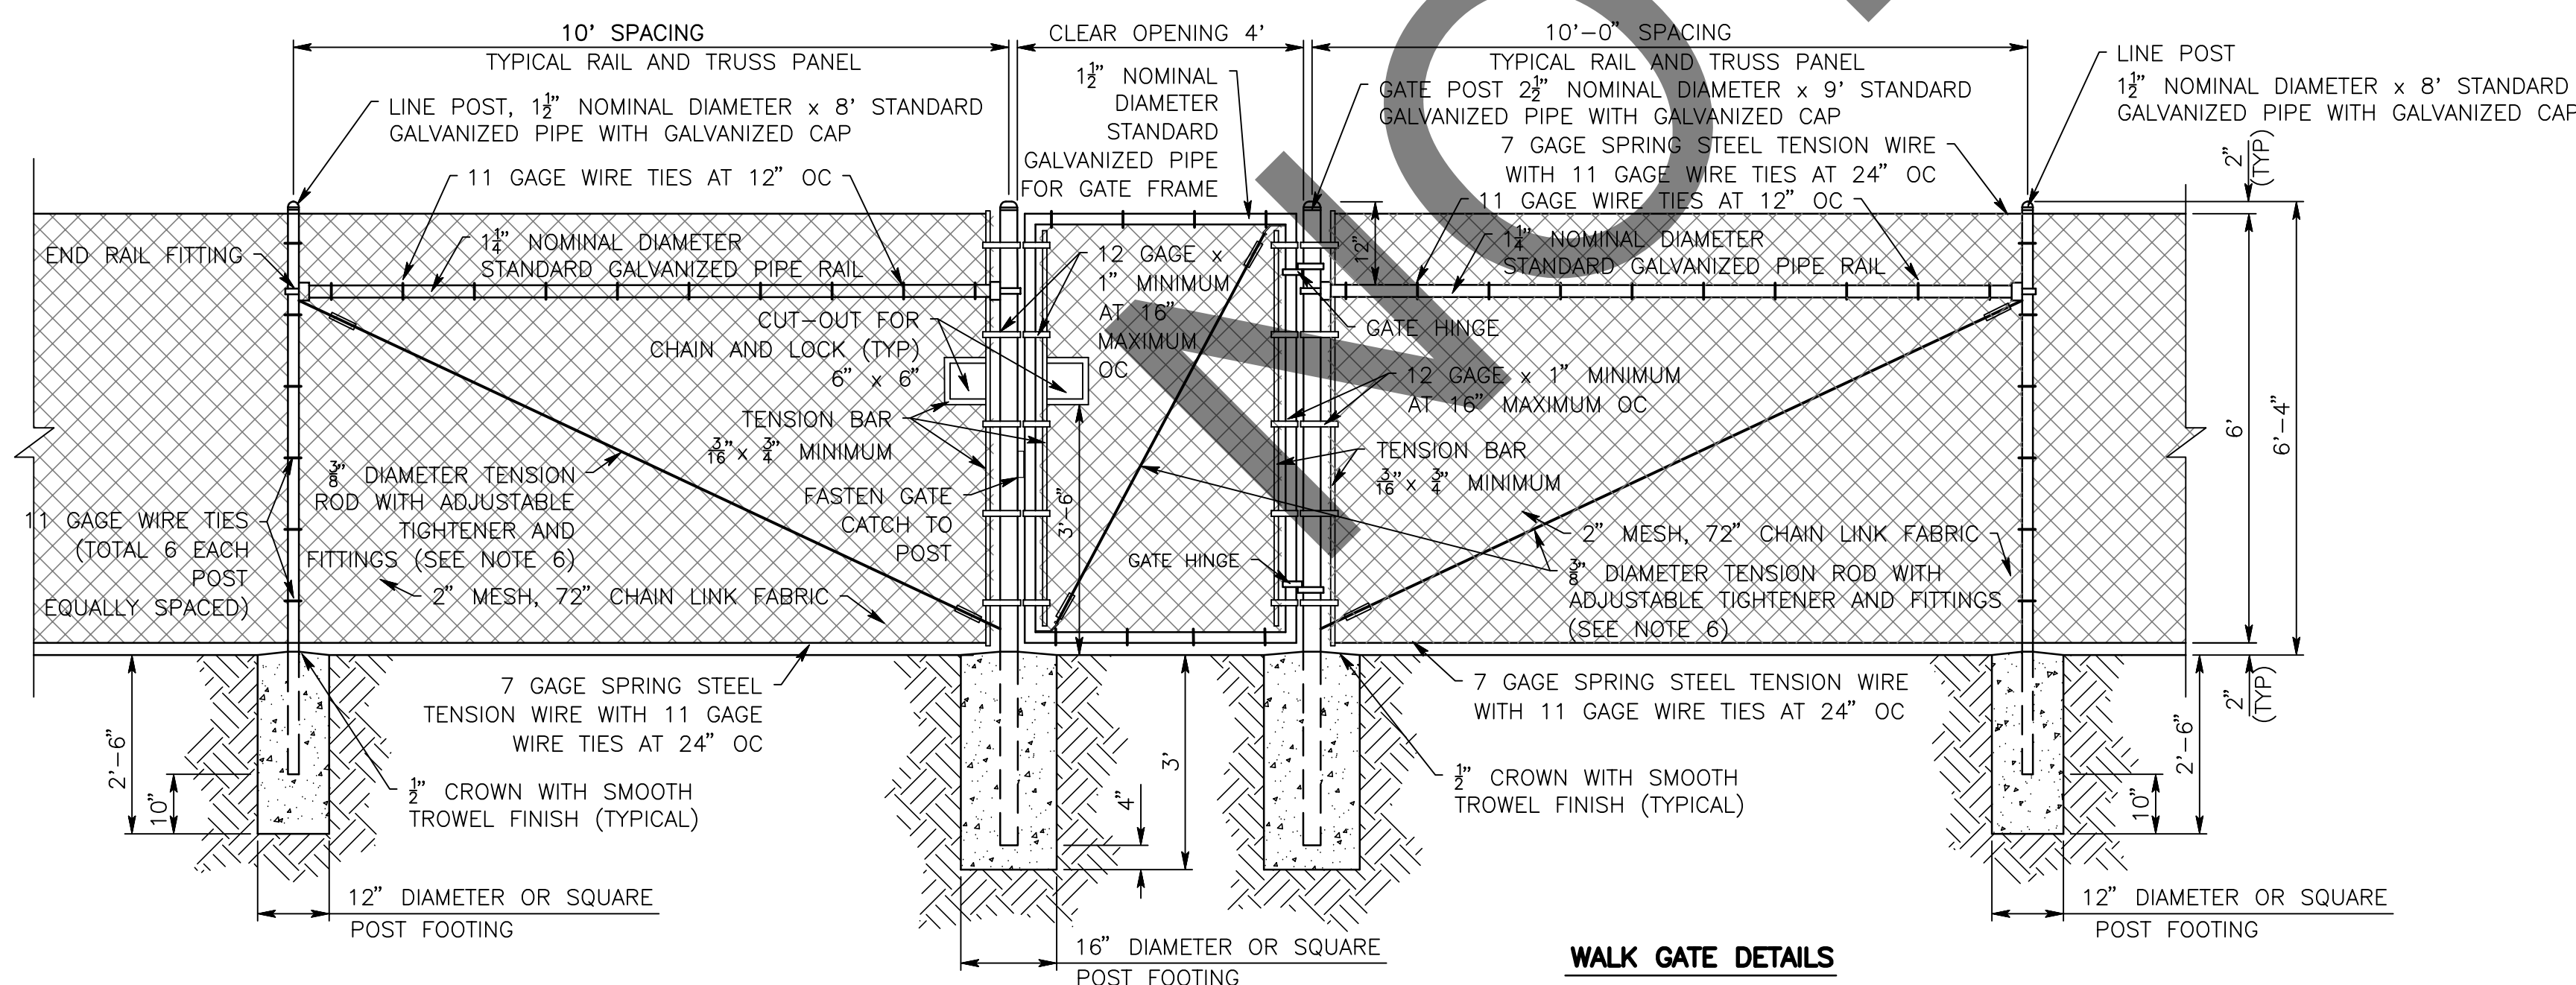 10' SPACING
TYPICAL RAIL AND TRUSS PANEL
CLEAR OPENING 4'
10'-0" SPACING
TYPICAL RAIL AND TRUSS PANEL
LINE POST
1 1/2" NOMINAL DIAMETER x 8' STANDARD
GALVANIZED PIPE WITH GALVANIZED CAP
LINE POST, 1 1/2" NOMINAL DIAMETER x 8' STANDARD
GALVANIZED PIPE WITH GALVANIZED CAP
1 1/2" NOMINAL
DIAMETER
STANDARD
GALVANIZED PIPE
FOR GATE FRAME
GATE POST 2 1/2" NOMINAL DIAMETER x 9' STANDARD
GALVANIZED PIPE WITH GALVANIZED CAP
7 GAGE SPRING STEEL TENSION WIRE
WITH 11 GAGE WIRE TIES AT 24" OC
11 GAGE WIRE TIES AT 12" OC
11 GAGE WIRE TIES AT 12" OC
2"
(TYP)
END RAIL FITTING
1 1/4" NOMINAL DIAMETER
STANDARD GALVANIZED PIPE RAIL
12 GAGE x
1" MINIMUM
AT 16"
MAXIMUM
OC
12"
1 1/4" NOMINAL DIAMETER
STANDARD GALVANIZED PIPE RAIL
CUT-OUT FOR
CHAIN AND LOCK (TYP)
6" x 6"
GATE HINGE
12 GAGE x 1" MINIMUM
AT 16" MAXIMUM OC
TENSION BAR
3/16" x 3/4" MINIMUM
TENSION BAR
3/16" x 3/4" MINIMUM
6'
6'-4"
3/8" DIAMETER TENSION
ROD WITH ADJUSTABLE
TIGHTENER AND
FITTINGS (SEE NOTE 6)
FASTEN GATE
CATCH TO
POST
3'-6"
11 GAGE WIRE TIES
(TOTAL 6 EACH
POST
EQUALLY SPACED)
2" MESH, 72" CHAIN LINK FABRIC
GATE HINGE
2" MESH, 72" CHAIN LINK FABRIC
3/8" DIAMETER TENSION ROD WITH
ADJUSTABLE TIGHTENER AND FITTINGS
(SEE NOTE 6)
7 GAGE SPRING STEEL
TENSION WIRE WITH 11 GAGE
WIRE TIES AT 24" OC
7 GAGE SPRING STEEL TENSION WIRE
WITH 11 GAGE WIRE TIES AT 24" OC
2"
(TYP)
2'-6"
10"
1/2" CROWN WITH SMOOTH
TROWEL FINISH (TYPICAL)
4"
3'
1/2" CROWN WITH SMOOTH
TROWEL FINISH (TYPICAL)
10"
2'-6"
12" DIAMETER OR SQUARE
POST FOOTING
16" DIAMETER OR SQUARE
POST FOOTING
12" DIAMETER OR SQUARE
POST FOOTING
WALK GATE DETAILS
NO